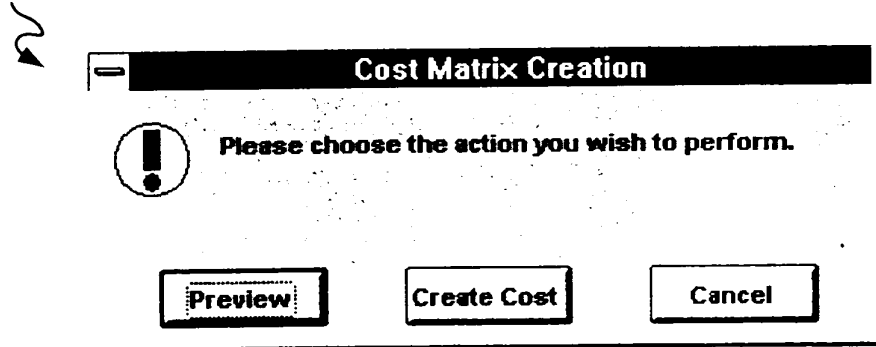 Cost Matrix Creation
Please choose the action you wish to perform.
Preview Create Cost Cancel